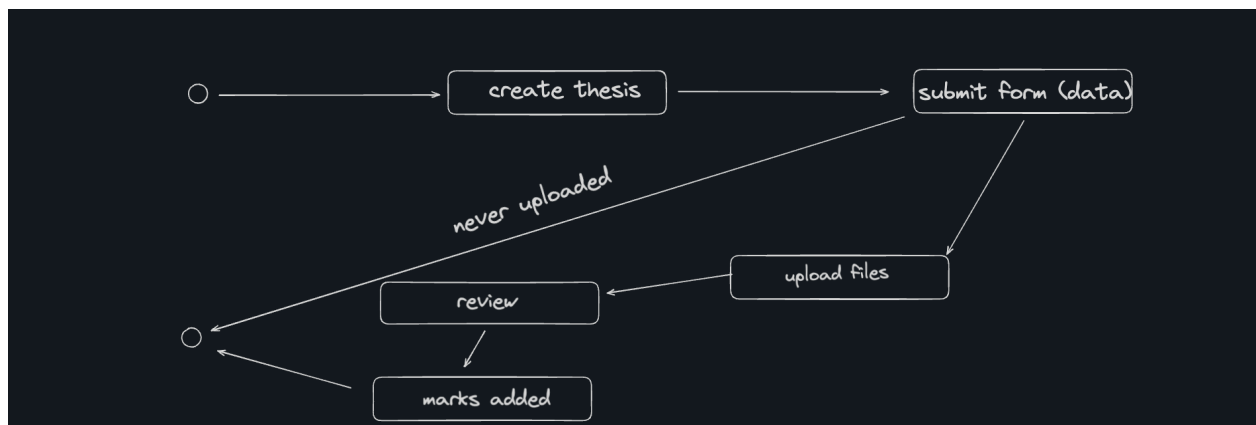 create thesis
submit form (data)
never uploaded
upload files
review
marks added